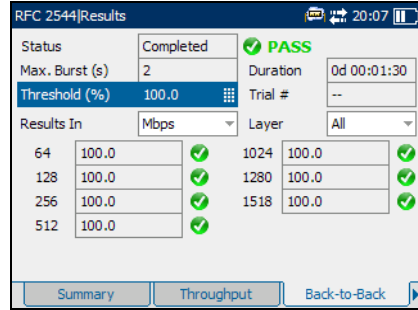 RFC 2544|Results 20:07
Status Completed PASS
Max. Burst (s) 2 Duration 0d 00:01:30
Threshold (%) 100.0 Trial # --
Results In Mbps Layer All
64 100.0 1024 100.0
128 100.0 1280 100.0
256 100.0 1518 100.0
512 100.0
Summary Throughput Back-to-Back